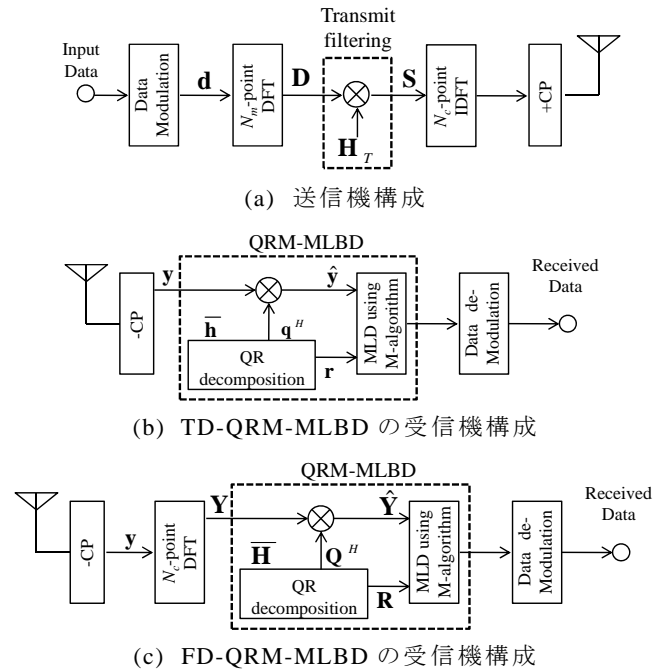 Transmit
filtering
Input
Data
Data
Modulation
d
N_m-point
DFT
D
H_T
S
N_c-point
IDFT
+CP
(a) 送信機構成
QRM-MLBD
-CP
y
h̅
q^H
QR
decomposition
r
ŷ
MLD using
M-algorithm
Data de-
Modulation
Received
Data
(b) TD-QRM-MLBD の受信機構成
QRM-MLBD
-CP
y
N_c-point
DFT
Y
H̅
Q^H
QR
decomposition
R
Ŷ
MLD using
M-algorithm
Data de-
Modulation
Received
Data
(c) FD-QRM-MLBD の受信機構成